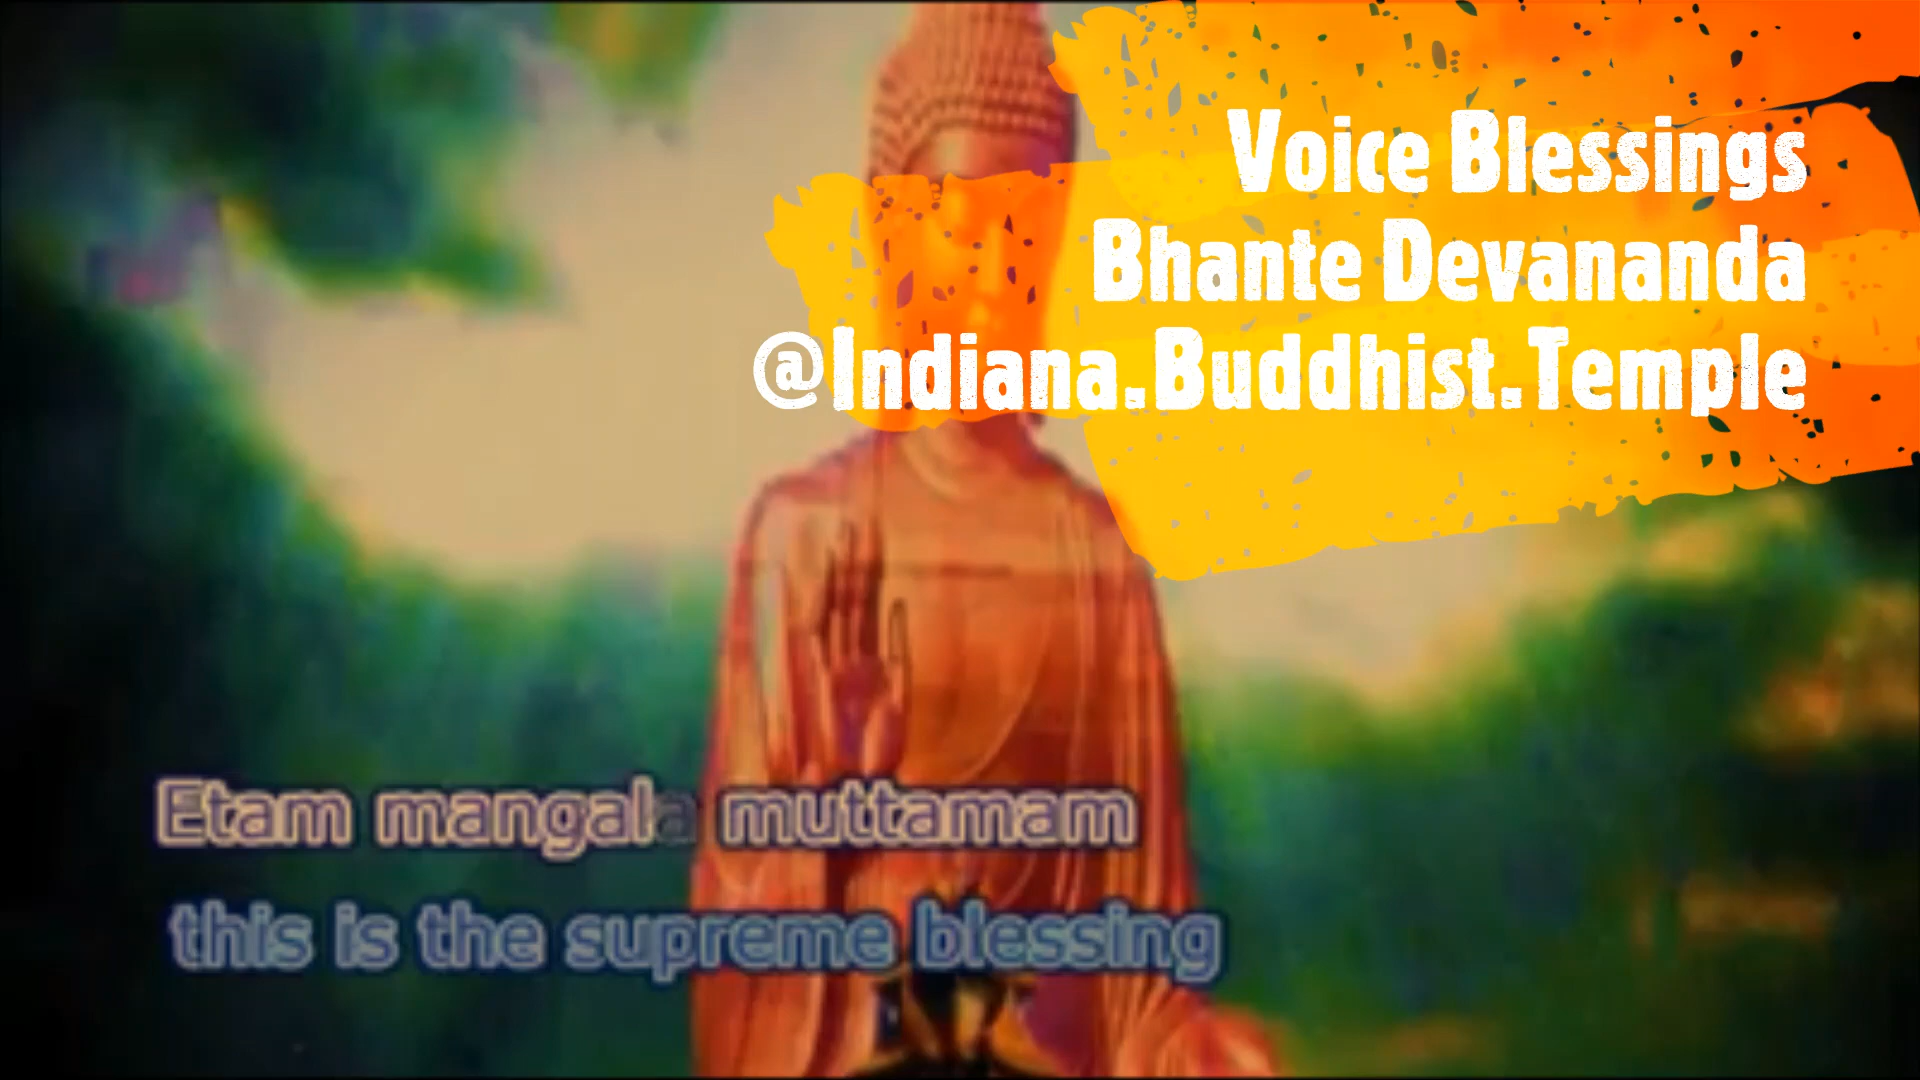 Voice Blessings
Bhante Devananda
@Indiana.Buddhist.Temple
Etam mangala muttamam
this is the supreme blessing